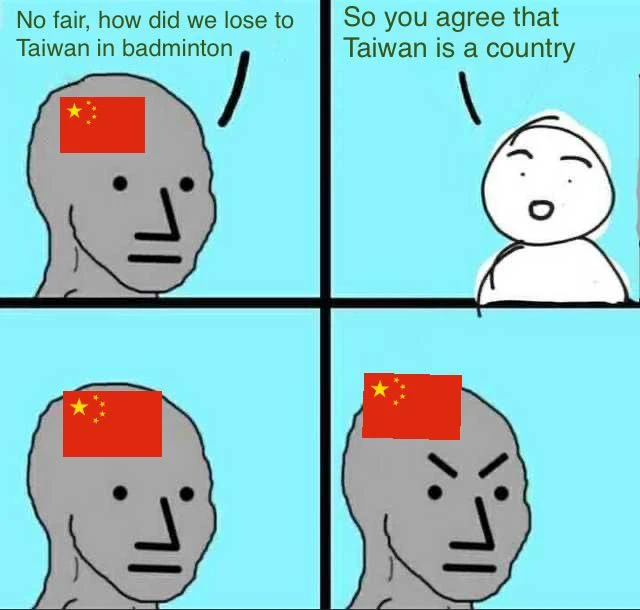 No fair, how did we lose to
Taiwan in badminton
So you agree that
Taiwan is a country